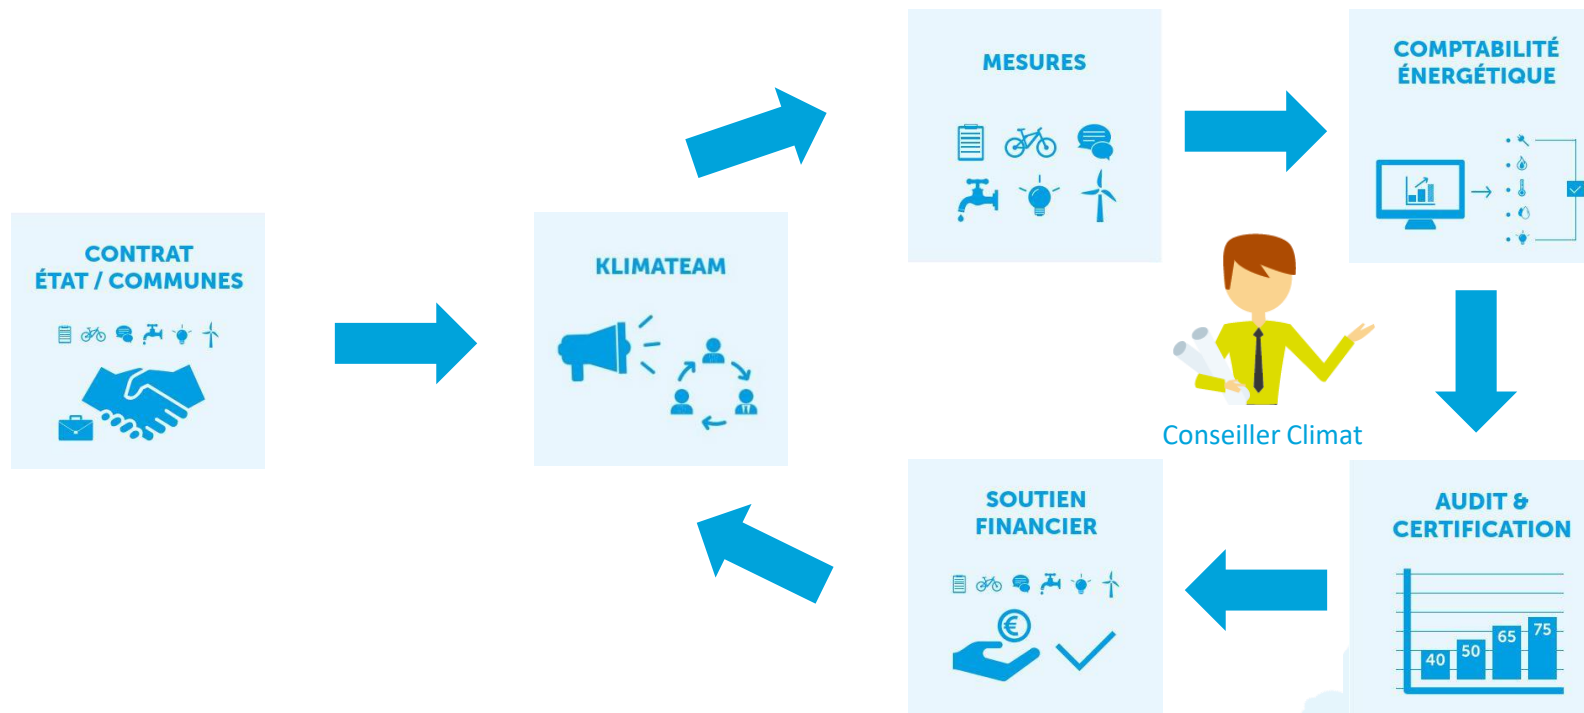 CONTRAT
ÉTAT / COMMUNES
KLIMATEAM
MESURES
COMPTABILITÉ
ÉNERGÉTIQUE
Conseiller Climat
AUDIT &
CERTIFICATION
40 50 65 75
SOUTIEN
FINANCIER
€